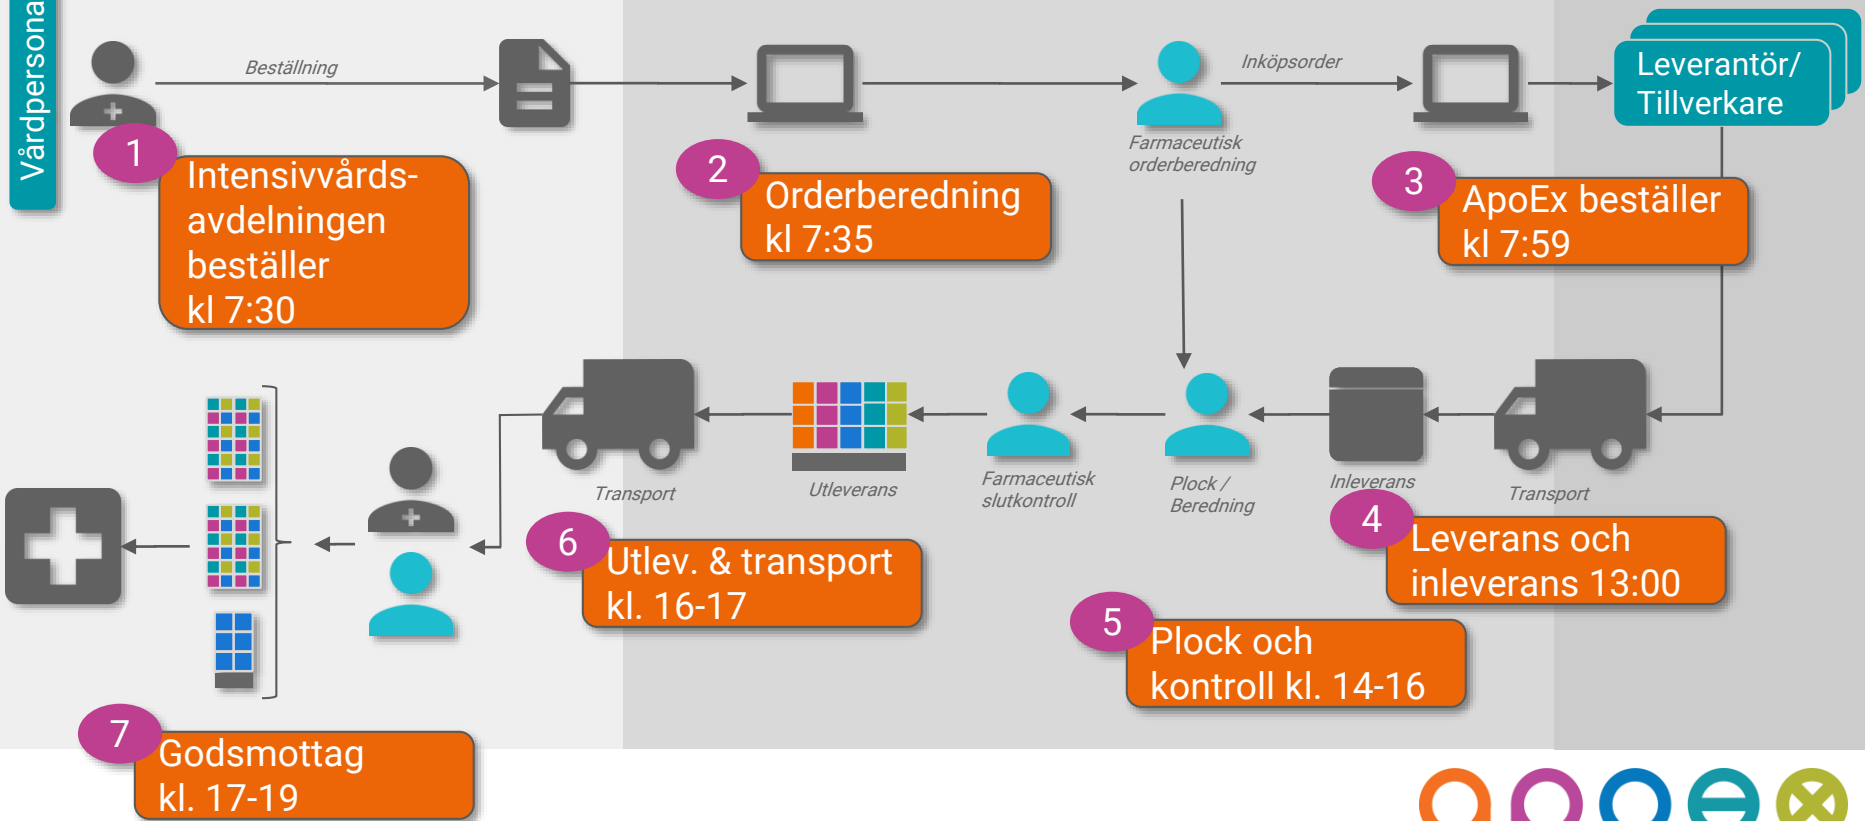 Vårdpersona
Beställning
Inköpsorder
Leverantör/
Tillverkare
Farmaceutisk
orderberedning
1
Intensivvårds-
avdelningen
beställer
kl 7:30
2
Orderberedning
kl 7:35
3
ApoEx beställer
kl 7:59
Transport
Utleverans
Farmaceutisk
slutkontroll
Plock /
Beredning
Inleverans
Transport
4
Leverans och
inleverans 13:00
5
Plock och
kontroll kl. 14-16
6
Utlev. & transport
kl. 16-17
7
Godsmottag
kl. 17-19